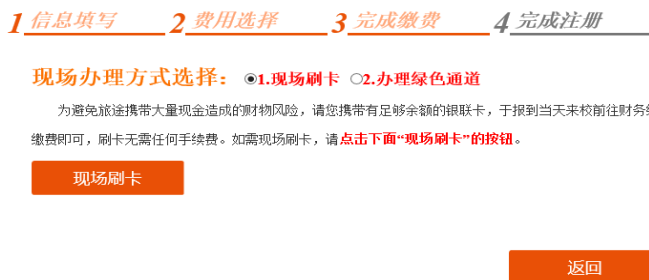 1 信息填写 2 费用选择 3 完成缴费 4 完成注册
现场办理方式选择： 1.现场刷卡 2.办理绿色通道
为避免旅途携带大量现金造成的财物风险，请您携带有足够余额的银联卡，于报到当天来校前往财务
缴费即可，刷卡无需任何手续费。如需现场刷卡，请点击下面“现场刷卡”的按钮。
现场刷卡
返回